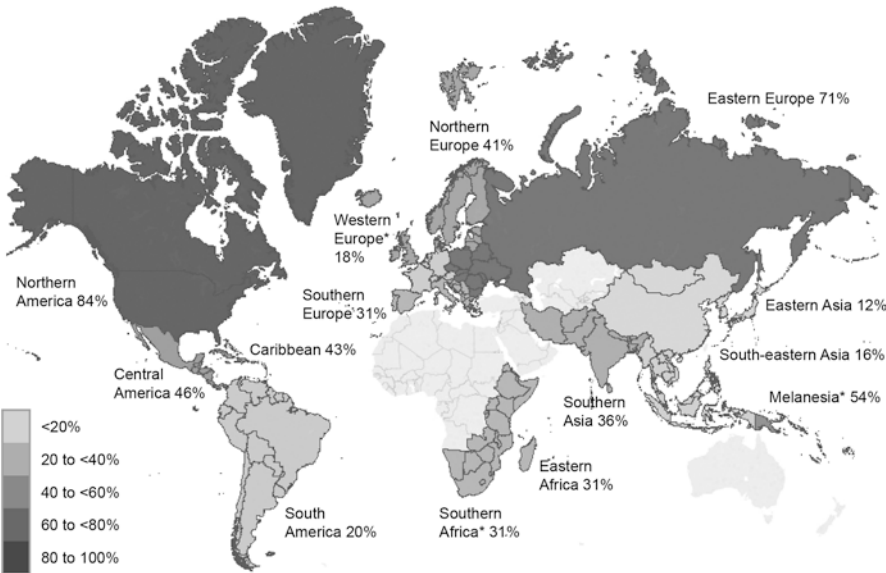 Eastern Europe 71%
Northern
Europe 41%
Western
Europe*
18%
Northern
America 84%
Southern
Europe 31%
Eastern Asia 12%
Caribbean 43%
South-eastern Asia 16%
Central
America 46%
Southern
Asia 36%
Melanesia* 54%
<20%
20 to <40%
40 to <60%
60 to <80%
80 to 100%
Eastern
Africa 31%
South
America 20%
Southern
Africa* 31%